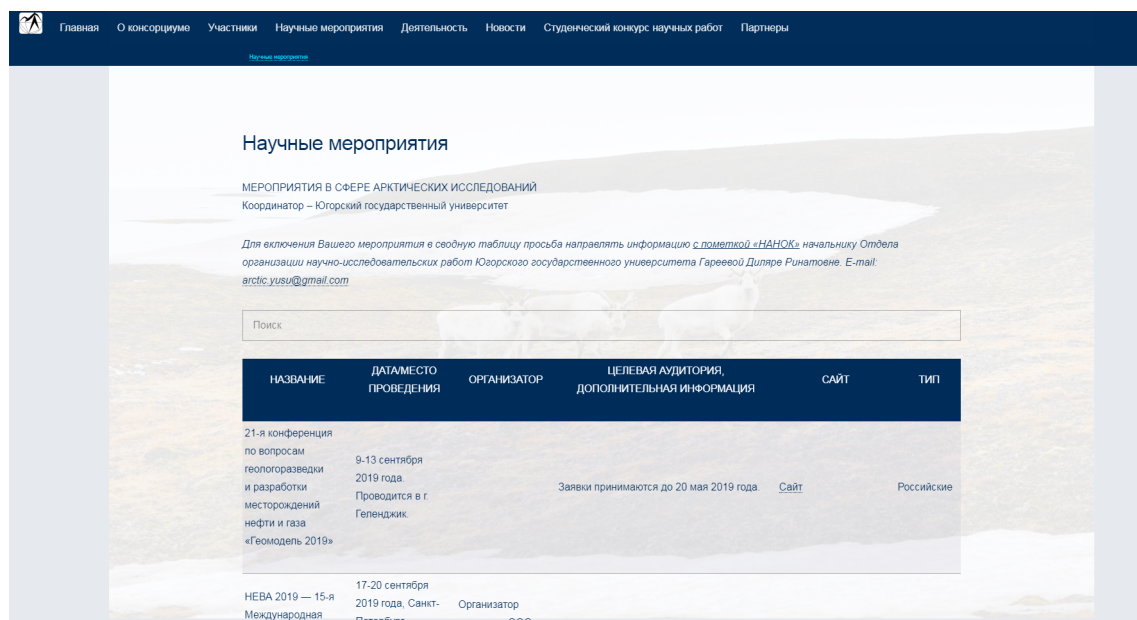 Главная О консорциуме Участники Научные мероприятия Деятельность Новости Студенческий конкурс научных работ Партнеры
Научные мероприятия
Научные мероприятия
МЕРОПРИЯТИЯ В СФЕРЕ АРКТИЧЕСКИХ ИССЛЕДОВАНИЙ
Координатор – Югорский государственный университет
Для включения Вашего мероприятия в сводную таблицу просьба направлять информацию с пометкой «НАНОК» начальнику Отдела
организации научно-исследовательских работ Югорского государственного университета Гареевой Диляре Ринатовне. E-mail:
arctic.yusu@gmail.com
Поиск
НАЗВАНИЕ
ДАТА/МЕСТО
ПРОВЕДЕНИЯ
ОРГАНИЗАТОР
ЦЕЛЕВАЯ АУДИТОРИЯ,
ДОПОЛНИТЕЛЬНАЯ ИНФОРМАЦИЯ
САЙТ
ТИП
21-я конференция
по вопросам
геологоразведки
и разработки
месторождений
нефти и газа
«Геомодель 2019»
9-13 сентября
2019 года.
Проводится в г.
Геленджик.
Заявки принимаются до 20 мая 2019 года.
Сайт
Российские
НЕВА 2019 — 15-я
Международная
17-20 сентября
2019 года, Санкт-
Организатор